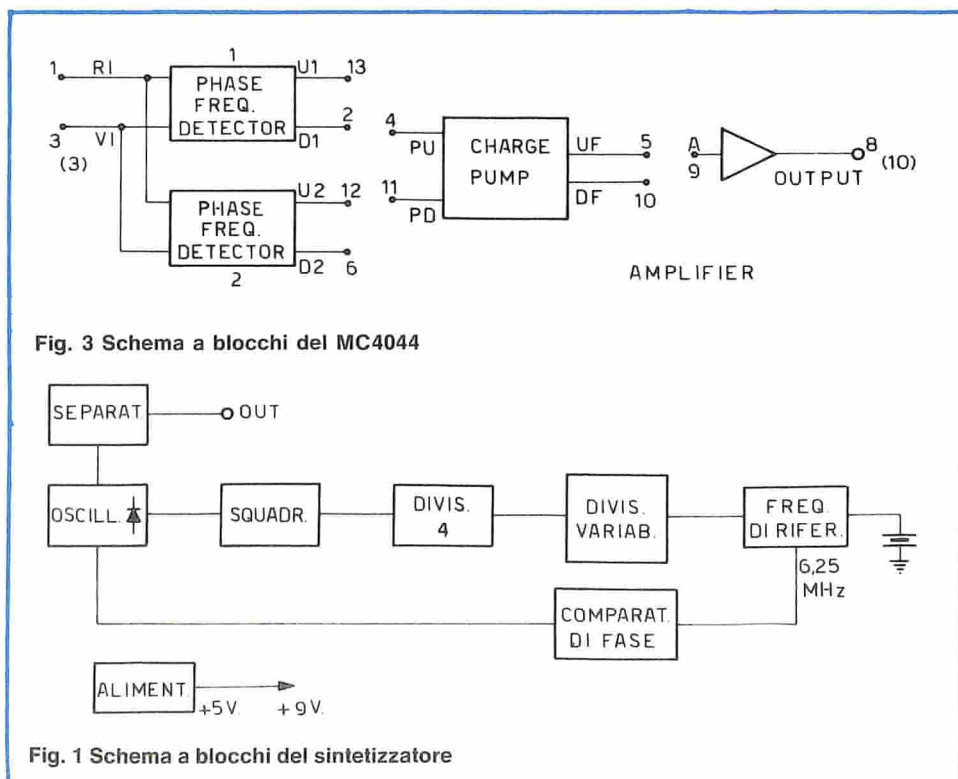 1
1 RI U1 13
PHASE
FREQ.
DETECTOR
3 VI D1 2
(3)
U2 12
PHASE
FREQ.
DETECTOR
D2 6
2
4
PU
CHARGE
PUMP
UF 5
11
PD
DF 10
A
9
8
(10)
OUTPUT
AMPLIFIER
Fig. 3 Schema a blocchi del MC4044
SEPARAT.
OUT
OSCILL.
SQUADR.
DIVIS.
4
DIVIS.
VARIAB.
FREQ.
DI RIFER.
6,25
MHz
COMPARAT.
DI FASE
ALIMENT.
+5V. +9V.
Fig. 1 Schema a blocchi del sintetizzatore